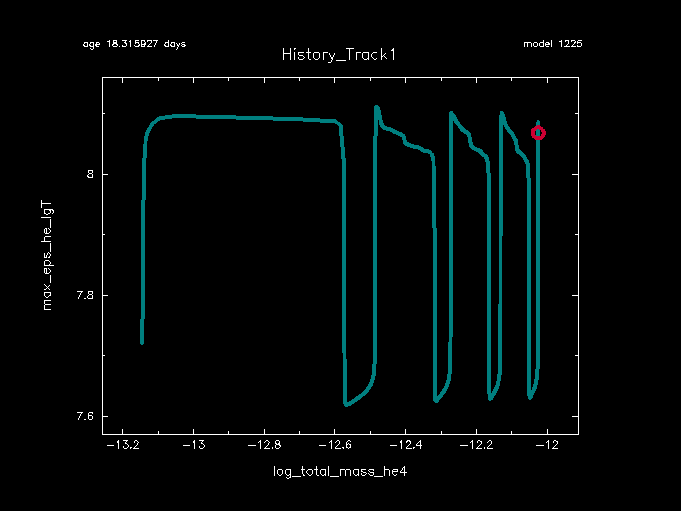 age 18.315927 days
model 1225
History_Track1
8
7.8
7.6
max_eps_he_lgT
-13.2 -13 -12.8 -12.6 -12.4 -12.2 -12
log_total_mass_he4